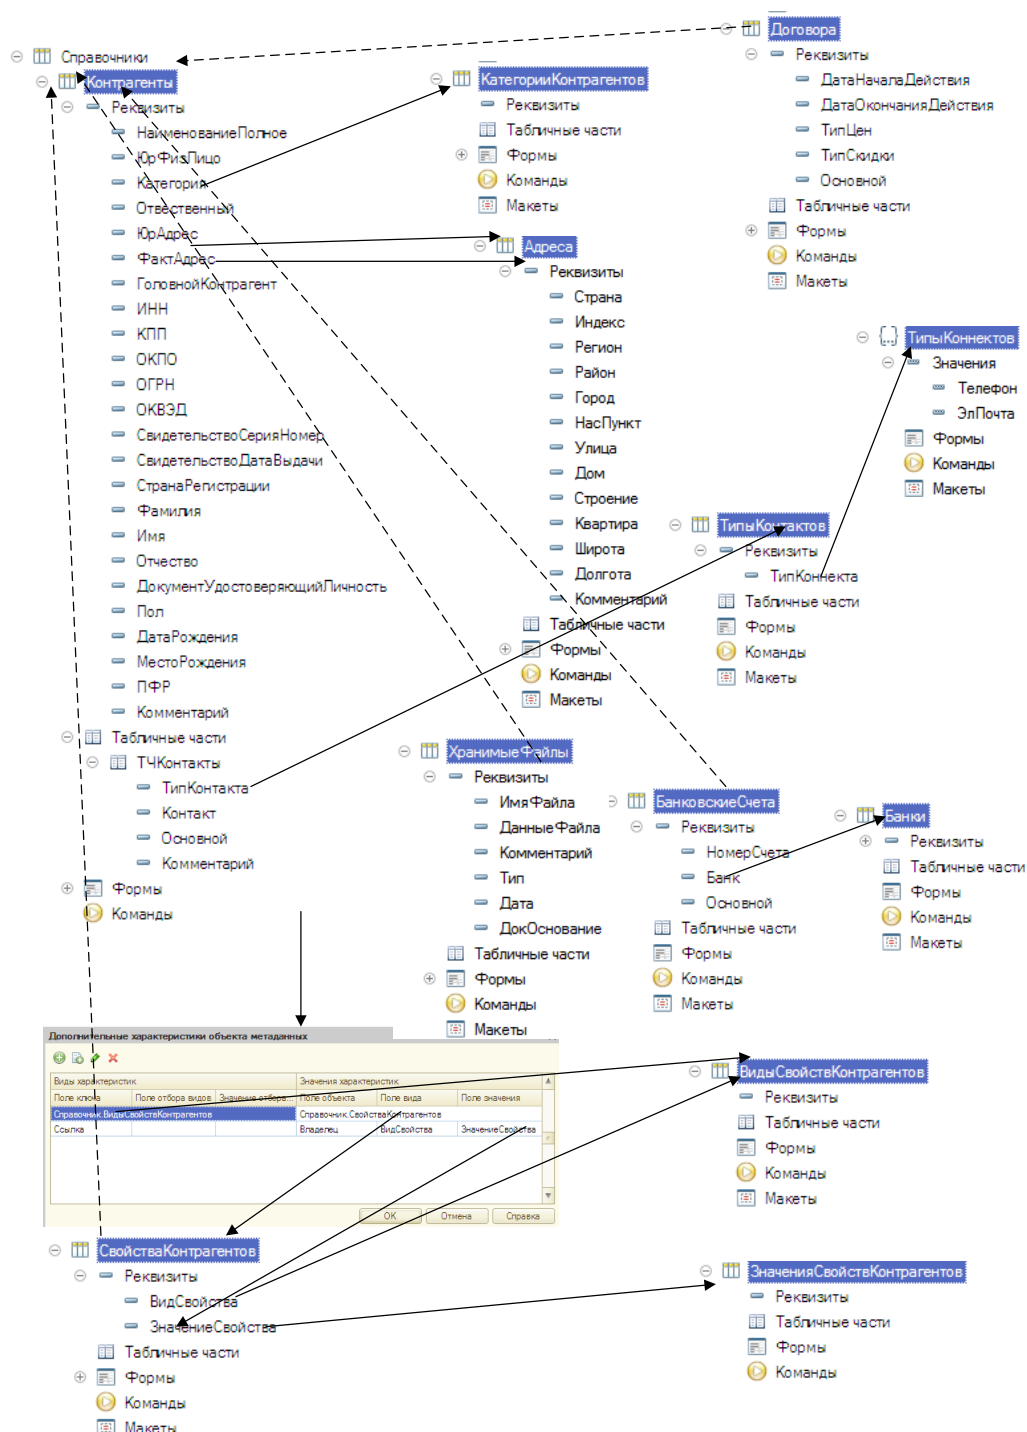 Справочники
Контрагенты
Реквизиты
НаименованиеПолное
ЮрФизЛицо
Категория
Отвественный
ЮрАдрес
ФактАдрес
ГоловнойКонтрагент
ИНН
КПП
ОКПО
ОГРН
ОКВЭД
СвидетельствоСерияНомер
СвидетельствоДатаВыдачи
СтранаРегистрации
Фамилия
Имя
Отчество
ДокументУдостоверяющийЛичность
Пол
ДатаРождения
МестоРождения
ПФР
Комментарий
Табличные части
ТЧКонтакты
ТипКонтакта
Контакт
Основной
Комментарий
Формы
Команды
КатегорииКонтрагентов
Реквизиты
Табличные части
Формы
Команды
Макеты
Адреса
Реквизиты
Страна
Индекс
Регион
Район
Город
НасПункт
Улица
Дом
Строение
Квартира
Широта
Долгота
Комментарий
Табличные части
Формы
Команды
Макеты
Договора
Реквизиты
ДатаНачалаДействия
ДатаОкончанияДействия
ТипЦен
ТипСкидки
Основной
Табличные части
Формы
Команды
Макеты
ТипыКоннектов
Значения
Телефон
ЭлПочта
Формы
Команды
Макеты
ТипыКонтактов
Реквизиты
ТипКоннекта
Табличные части
Формы
Команды
Макеты
ХранимыеФайлы
Реквизиты
ИмяФайла
ДанныеФайла
Комментарий
Тип
Дата
ДокОснование
Табличные части
Формы
Команды
Макеты
БанковскиеСчета
Реквизиты
НомерСчета
Банк
Основной
Табличные части
Формы
Команды
Макеты
Банки
Реквизиты
Табличные части
Формы
Команды
Макеты
Дополнительные характеристики объекта метаданных
Виды характеристик Значения характеристик
Поле ключа Поле отбора видов Значение отбора... Поле объекта Поле вида Поле значения
Справочник.ВидыСвойствКонтрагентов Справочник.СвойстваКонтрагентов
Ссылка Владелец ВидСвойства ЗначениеСвойства
OK Отмена Справка
ВидыСвойствКонтрагентов
Реквизиты
Табличные части
Формы
Команды
Макеты
СвойстваКонтрагентов
Реквизиты
ВидСвойства
ЗначениеСвойства
Табличные части
Формы
Команды
Макеты
ЗначенияСвойствКонтрагентов
Реквизиты
Табличные части
Формы
Команды